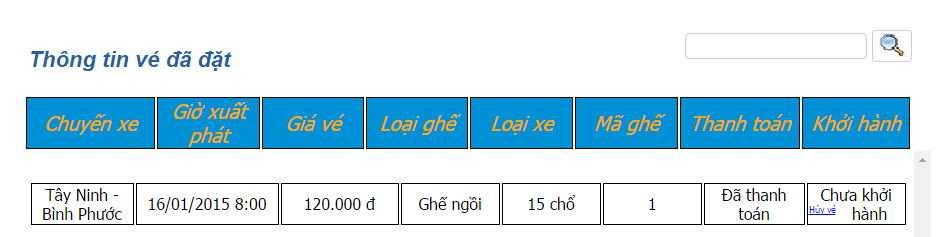 Thông tin vé đã đặt
Chuyến xe
Giờ xuất
phát
Giá vé
Loại ghế
Loại xe
Mã ghế
Thanh toán
Khởi hành
Tây Ninh -
Bình Phước
16/01/2015 8:00
120.000 đ
Ghế ngồi
15 chổ
1
Đã thanh
toán
Chưa khởi
hành
Hủy vé